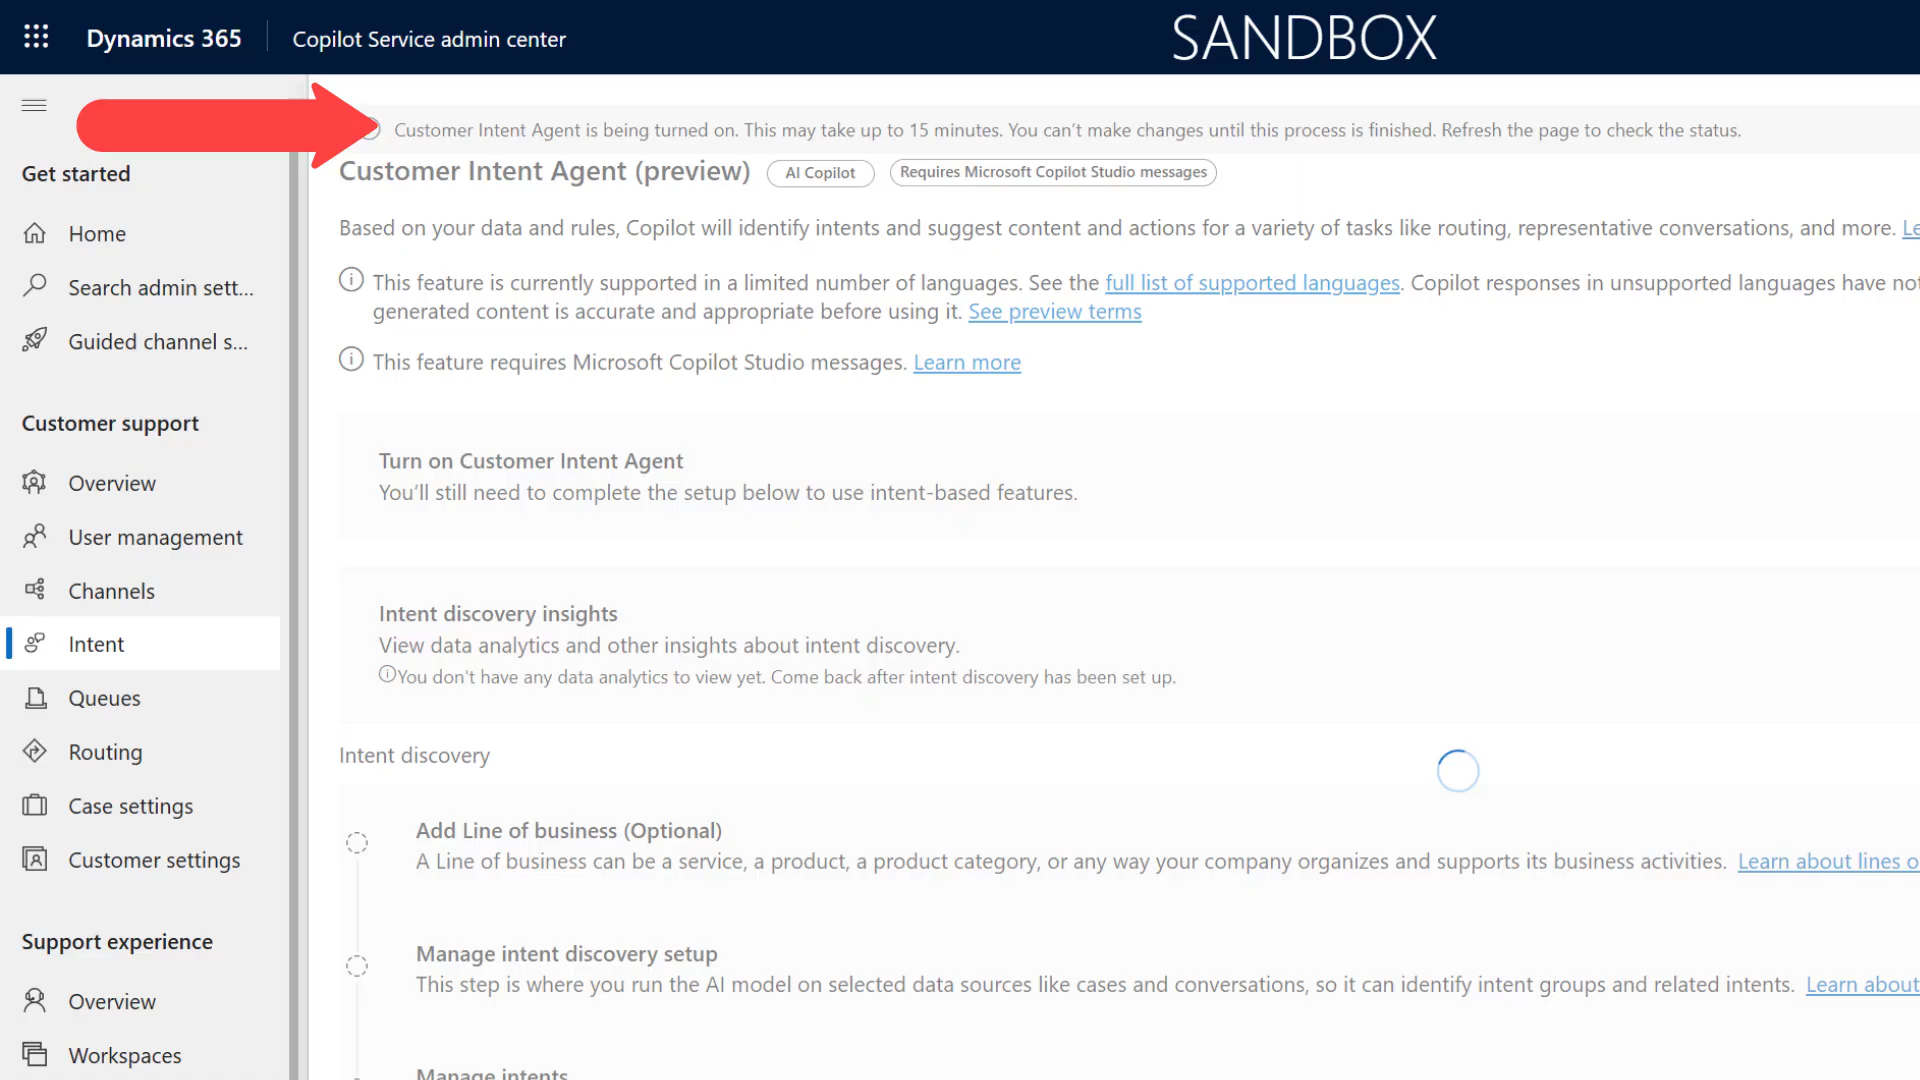 Dynamics 365
Copilot Service admin center
SANDBOX
Customer Intent Agent is being turned on. This may take up to 15 minutes. You can't make changes until this process is finished. Refresh the page to check the status.
Get started
Home
Search admin sett...
Guided channel s...
Customer support
Overview
User management
Channels
Intent
Queues
Routing
Case settings
Customer settings
Support experience
Overview
Workspaces
Customer Intent Agent (preview)
AI Copilot
Requires Microsoft Copilot Studio messages
Based on your data and rules, Copilot will identify intents and suggest content and actions for a variety of tasks like routing, representative conversations, and more. Le
This feature is currently supported in a limited number of languages. See the full list of supported languages. Copilot responses in unsupported languages have not
generated content is accurate and appropriate before using it. See preview terms
This feature requires Microsoft Copilot Studio messages. Learn more
Turn on Customer Intent Agent
You'll still need to complete the setup below to use intent-based features.
Intent discovery insights
View data analytics and other insights about intent discovery.
You don't have any data analytics to view yet. Come back after intent discovery has been set up.
Intent discovery
Add Line of business (Optional)
A Line of business can be a service, a product, a product category, or any way your company organizes and supports its business activities. Learn about lines o
Manage intent discovery setup
This step is where you run the AI model on selected data sources like cases and conversations, so it can identify intent groups and related intents. Learn about
Manage intents